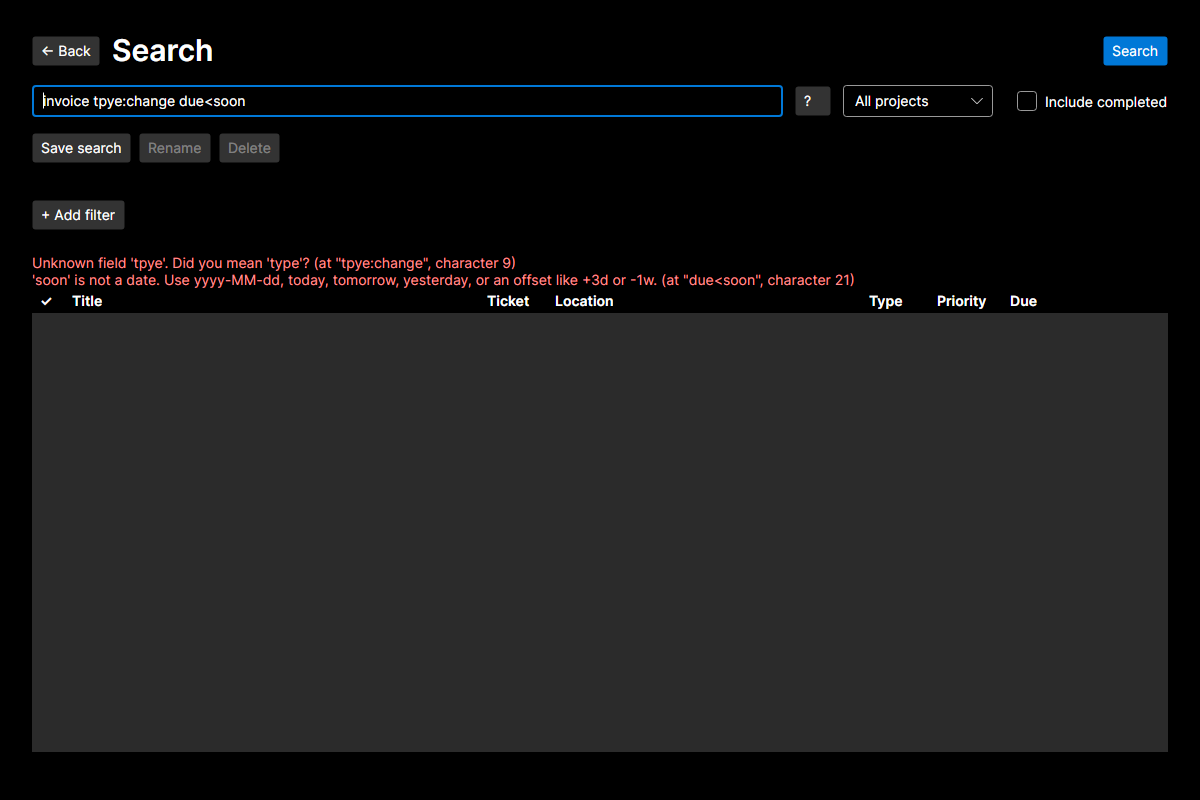 ← Back Search Search
invoice tpye:change due<soon ? All projects Include completed
Save search Rename Delete
+ Add filter
Unknown field 'tpye'. Did you mean 'type'? (at "tpye:change", character 9)
'soon' is not a date. Use yyyy-MM-dd, today, tomorrow, yesterday, or an offset like +3d or -1w. (at "due<soon", character 21)
✓ Title Ticket Location Type Priority Due